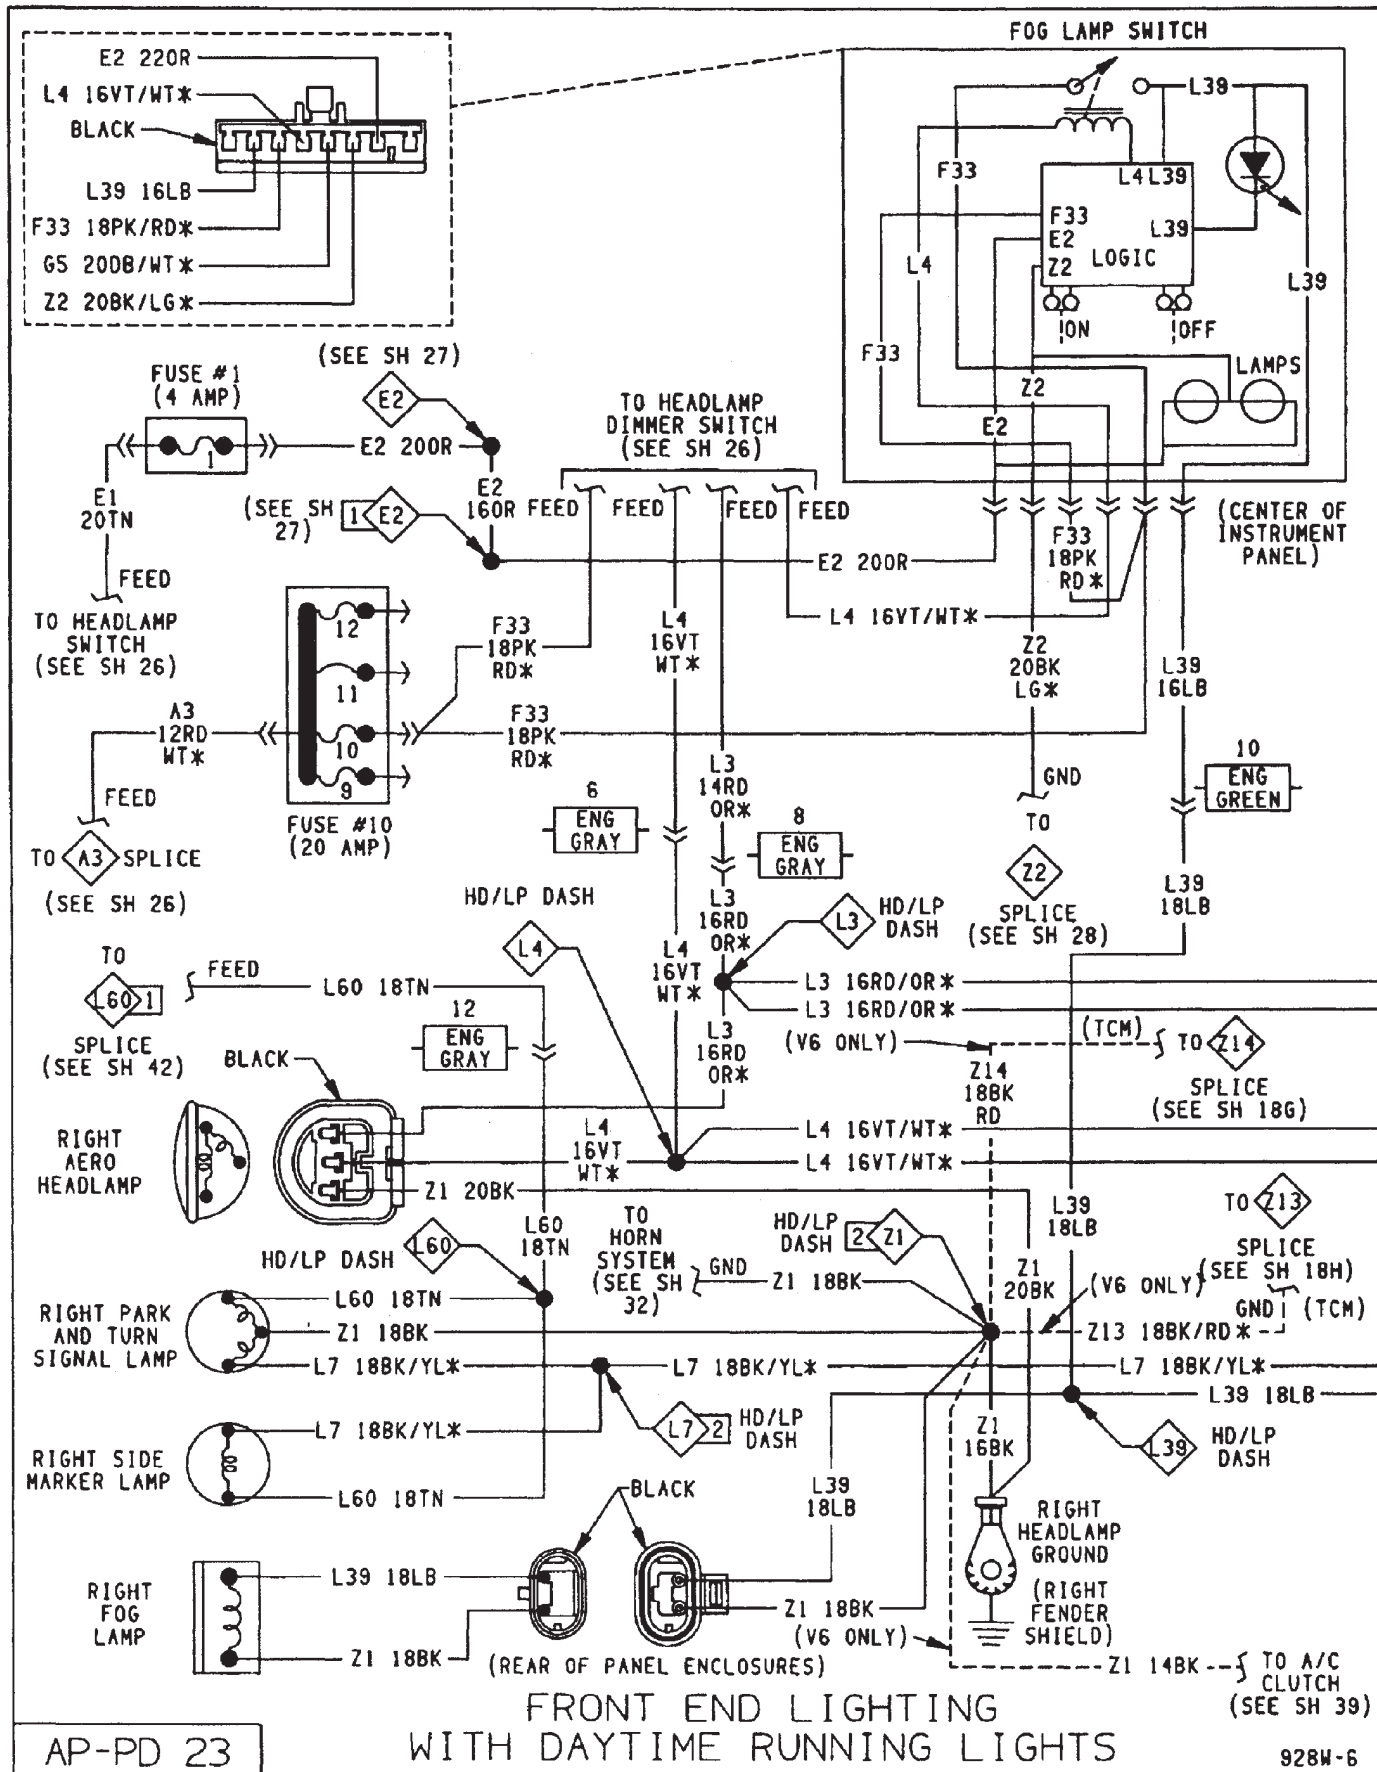 FOG LAMP SWITCH
E2 22OR
L4 16VT/WT*
BLACK
L39 16LB
F33 18PK/RD*
G5 20DB/WT*
Z2 20BK/LG*
L39
F33
L4 L39
F33
E2
Z2
L39
LOGIC
L4
L39
ON
OFF
F33
Z2
LAMPS
E2
(SEE SH 27)
FUSE #1
(4 AMP)
E2
1
E2 20OR
TO HEADLAMP
DIMMER SWITCH
(SEE SH 26)
E1
20TN
(SEE SH
27)
1
E2
E2
16OR
FEED
FEED
FEED
FEED
(CENTER OF
INSTRUMENT
PANEL)
F33
18PK
RD*
E2 20OR
FEED
TO HEADLAMP
SWITCH
(SEE SH 26)
12
11
10
9
F33
18PK
RD*
L4
16VT
WT*
L4 16VT/WT*
Z2
20BK
LG*
L39
16LB
A3
12RD
WT*
F33
18PK
RD*
FEED
FUSE #10
(20 AMP)
TO A3 SPLICE
(SEE SH 26)
L3
14RD
OR*
6
ENG
GRAY
8
ENG
GRAY
GND
TO
Z2
SPLICE
(SEE SH 28)
10
ENG
GREEN
L39
18LB
HD/LP DASH
L4
L3
16RD
OR*
L3
HD/LP
DASH
L4
16VT
WT*
TO
L60 1
SPLICE
(SEE SH 42)
FEED
L60 18TN
L3 16RD/OR*
L3 16RD/OR*
12
ENG
GRAY
L3
16RD
OR*
(V6 ONLY)
(TCM)
TO Z14
SPLICE
(SEE SH 18G)
Z14
18BK
RD
BLACK
RIGHT
AERO
HEADLAMP
L4
16VT
WT*
L4 16VT/WT*
L4 16VT/WT*
Z1 20BK
L60
18TN
TO
HORN
SYSTEM
(SEE SH
32)
GND
Z1 18BK
HD/LP
DASH
2
Z1
L39
18LB
TO Z13
SPLICE
(SEE SH 18H)
HD/LP DASH
L60
Z1
20BK
(V6 ONLY)
GND
(TCM)
Z13 18BK/RD*
RIGHT PARK
AND TURN
SIGNAL LAMP
L60 18TN
Z1 18BK
L7 18BK/YL*
L7 18BK/YL*
L7 18BK/YL*
L39 18LB
L7 2
HD/LP
DASH
L39
HD/LP
DASH
RIGHT SIDE
MARKER LAMP
L7 18BK/YL*
L60 18TN
Z1
16BK
L39
18LB
BLACK
RIGHT
HEADLAMP
GROUND
(RIGHT
FENDER
SHIELD)
RIGHT
FOG
LAMP
L39 18LB
Z1 18BK
Z1 18BK
(V6 ONLY)
(REAR OF PANEL ENCLOSURES)
Z1 14BK
TO A/C
CLUTCH
(SEE SH 39)
FRONT END LIGHTING
WITH DAYTIME RUNNING LIGHTS
AP-PD 23
928W-6